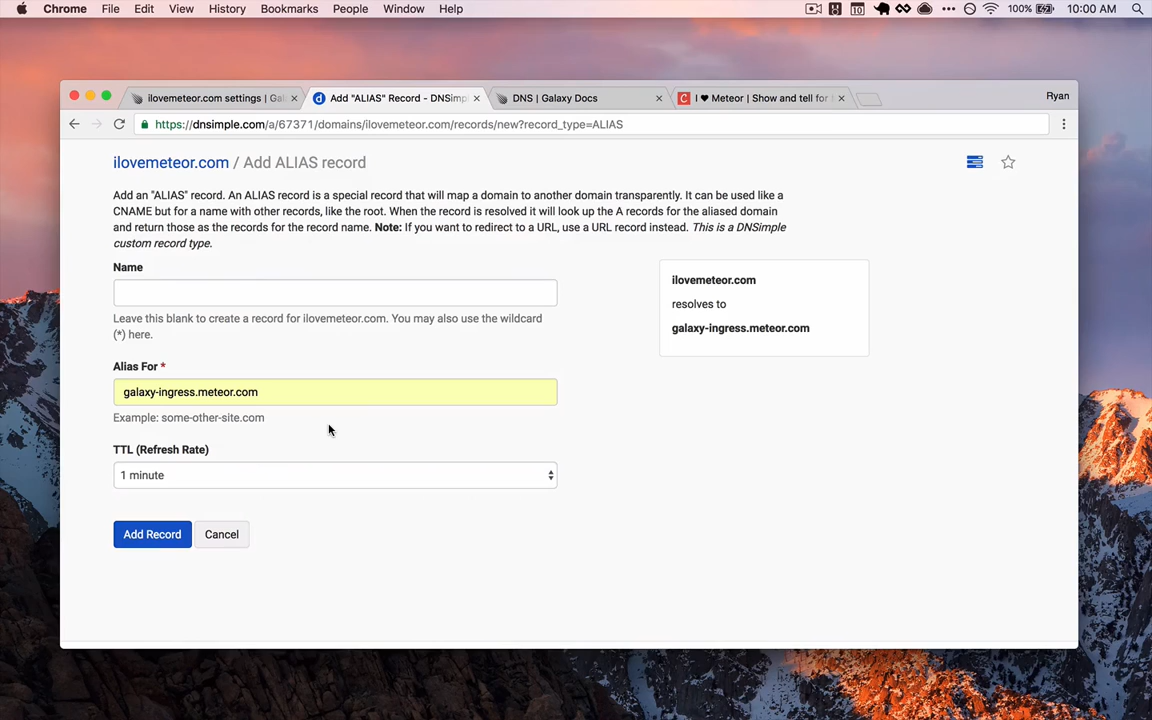 Chrome File Edit View History Bookmarks People Window Help 10 100% 10:00 AM
ilovemeteor.com settings | Gal
Add "ALIAS" Record - DNSimpl
DNS | Galaxy Docs
I ♥ Meteor | Show and tell for
Ryan
https://dnsimple.com/a/67371/domains/ilovemeteor.com/records/new?record_type=ALIAS
ilovemeteor.com / Add ALIAS record
Add an "ALIAS" record. An ALIAS record is a special record that will map a domain to another domain transparently. It can be used like a
CNAME but for a name with other records, like the root. When the record is resolved it will look up the A records for the aliased domain
and return those as the records for the record name. Note: If you want to redirect to a URL, use a URL record instead. This is a DNSimple
custom record type.
Name
Leave this blank to create a record for ilovemeteor.com. You may also use the wildcard
(*) here.
Alias For *
galaxy-ingress.meteor.com
Example: some-other-site.com
TTL (Refresh Rate)
1 minute
Add Record Cancel
ilovemeteor.com
resolves to
galaxy-ingress.meteor.com